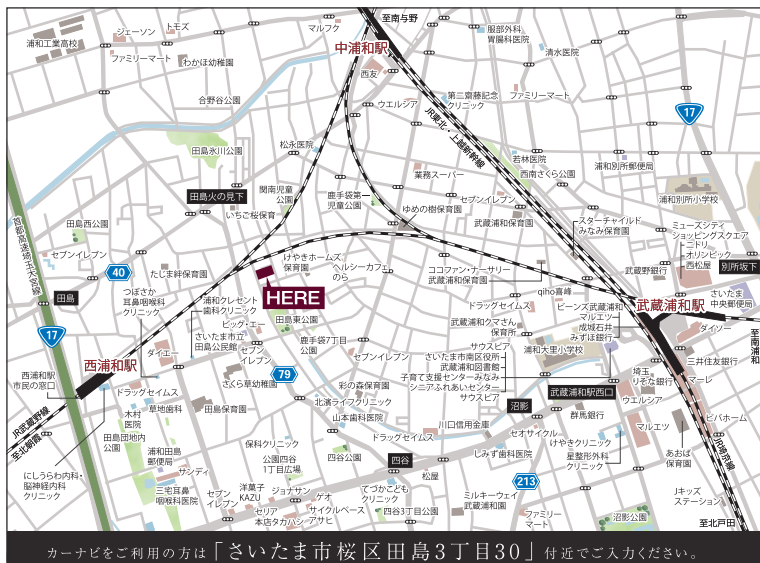 至南与野
浦和工業高校
ジェーソン
トモズ
マルフク
中浦和駅
服部外科
胃腸科医院
清水医院
ファミリーマート
わかほ幼稚園
西友
合野谷公園
ウエルシア
第二齋藤記念
クリニック
ファミリーマート
17
JR東北・上越新幹線
松永医院
田島氷川公園
若林医院
浦和別所郵便局
西南さくら公園
業務スーパー
田島火の見下
関南児童
公園
鹿手袋第一
児童公園
セブンイレブン
浦和別所小学校
いちご桜保育
ゆめの樹保育園
武蔵浦和保育園
スターチャイルド
みなみ保育園
ミューズシティ
ショッピングスクエア
ニトリ
オリンピック
西松屋
田島西公園
首都高速埼玉大宮線
セブンイレブン
40
たじま絆保育園
けやきホームズ
保育園
ヘルシーカフェ
のら
ココファン・ナーサリー
武蔵浦和保育園
qiho喜峰
武蔵野銀行
別所坂下
田島
つぼさか
耳鼻咽喉科
クリニック
浦和クレセント
歯科クリニック
HERE
ドラッグセイムス
ビーンズ武蔵浦和
マルエツ
成城石井
みずほ銀行
武蔵浦和駅
さいたま
中央郵便局
17
ビッグ・エー
田島東公園
武蔵浦和クマさん
保育所
ダイソー
至南浦和
さいたま市立
田島公民館
鹿手袋7丁目
公園
サウスピア
浦和大里小学校
西浦和駅
ダイエー
セブン
イレブン
セブンイレブン
さいたま市南区役所
武蔵浦和図書館
子育て支援センターみなみ
シニアふれあいセンター
サウスピア
三井住友銀行
西浦和駅
市民の窓口
さくら草幼稚園
79
彩の森保育園
埼玉
りそな銀行
マーレ
ドラッグセイムス
北濱ライフクリニック
武蔵浦和駅西口
ウエルシア
木村
医院
草地歯科
田島保育園
山本歯科医院
沼影
群馬銀行
ビバホーム
JR武蔵野線
至北朝霞
田島団地内
公園
川口信用金庫
セオサイクル
マルエツ
浦和田島
郵便局
保科クリニック
ドラッグセイムス
けやきクリニック
JR埼京線
にしうらわ内科・
脳神経内科
クリニック
サンディ
公園四谷
1丁目広場
四谷公園
四谷
しみず歯科医院
星整形外科
クリニック
あおば
保育園
松屋
213
三宅耳鼻
咽喉科医院
セブン
イレブン
洋菓子
KAZU
ジョナサン
ゲオ
てづかこども
クリニック
ミルキーウェイ
武蔵浦和園
Jキッズ
ステーション
セリア
本店タカハシ
サイクルベース
アサヒ
四谷3丁目公園
ファミリー
マート
沼影公園
至北戸田
カーナビをご利用の方は「さいたま市桜区田島3丁目30」付近でご入力ください。